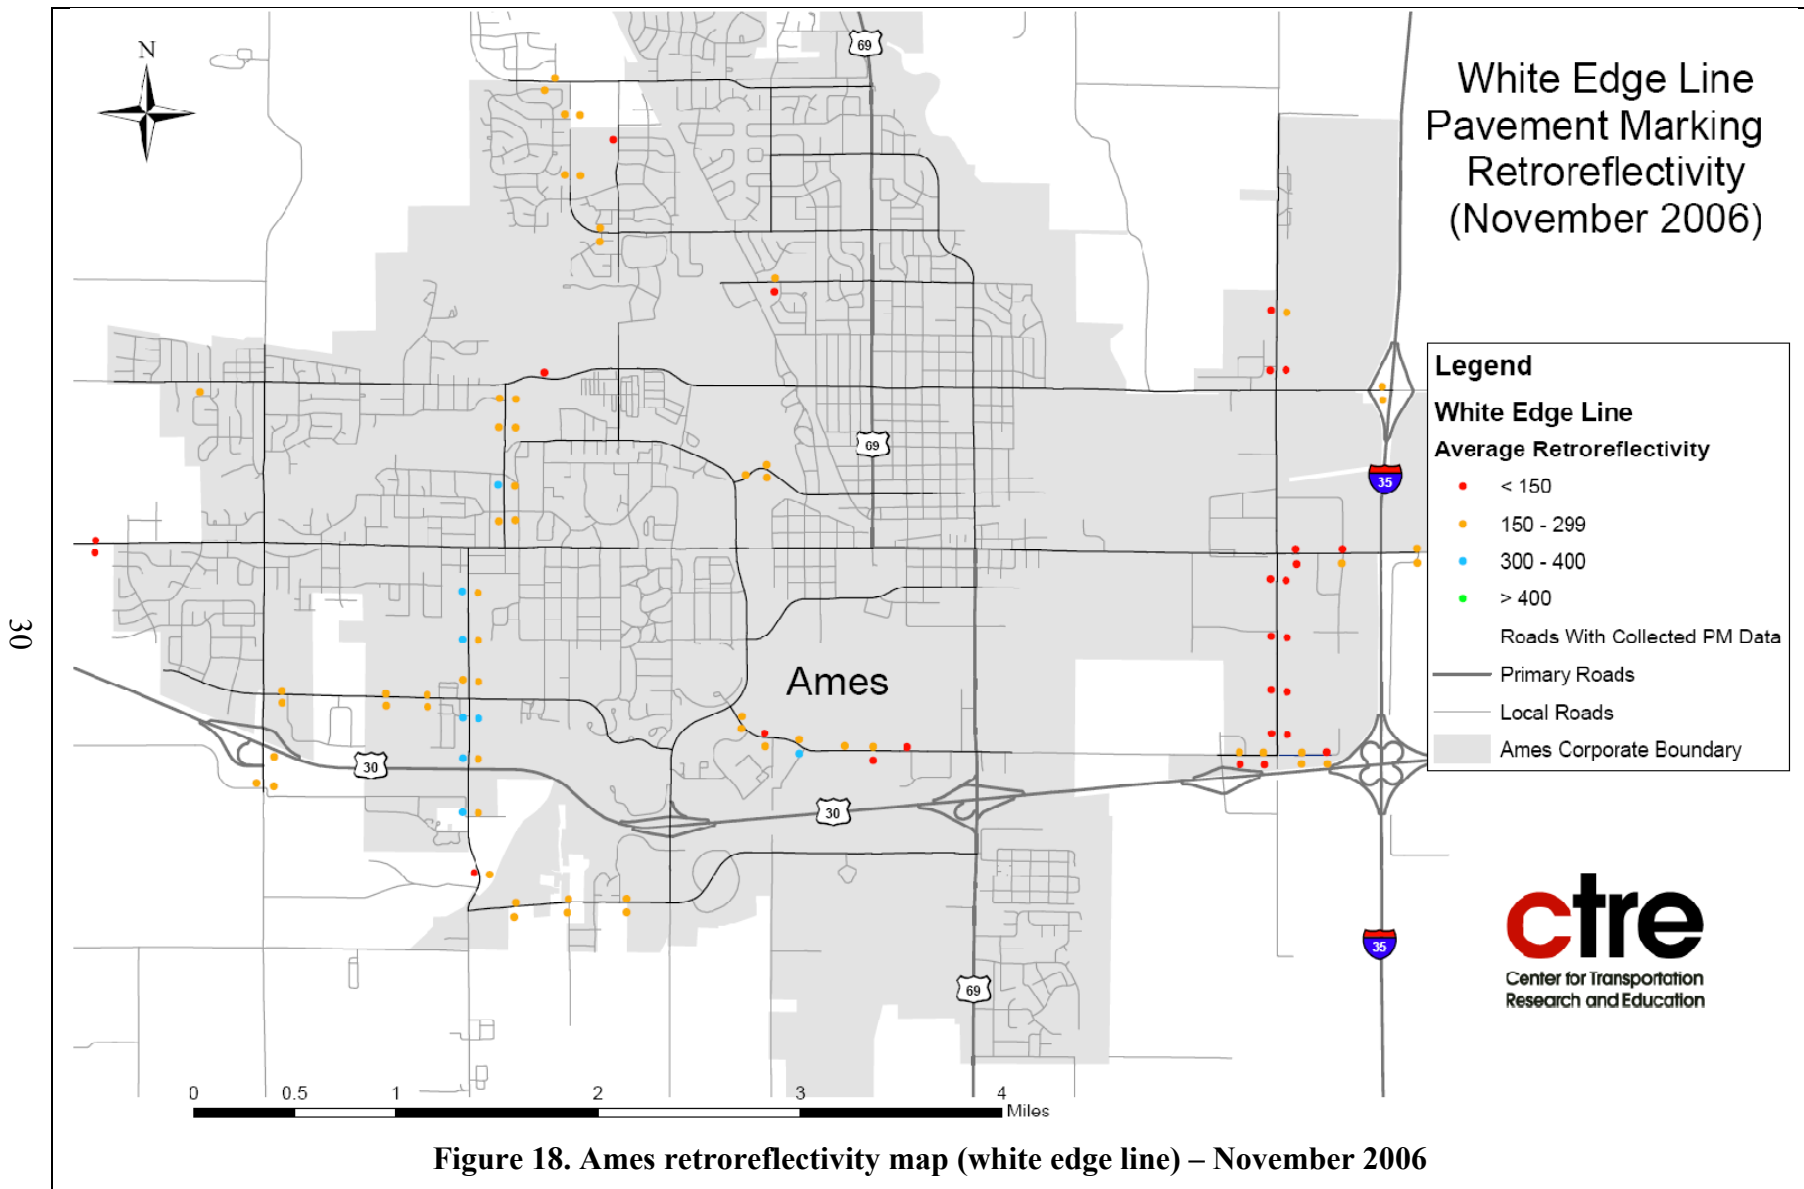 N
69
White Edge Line
Pavement Marking
Retroreflectivity
(November 2006)
Legend
White Edge Line
Average Retroreflectivity
< 150
150 - 299
300 - 400
> 400
Roads With Collected PM Data
Primary Roads
Local Roads
Ames Corporate Boundary
69
35
30
Ames
30
30
35
69
ctre
Center for Transportation
Research and Education
0 0.5 1 2 3 4
Miles
Figure 18. Ames retroreflectivity map (white edge line) – November 2006